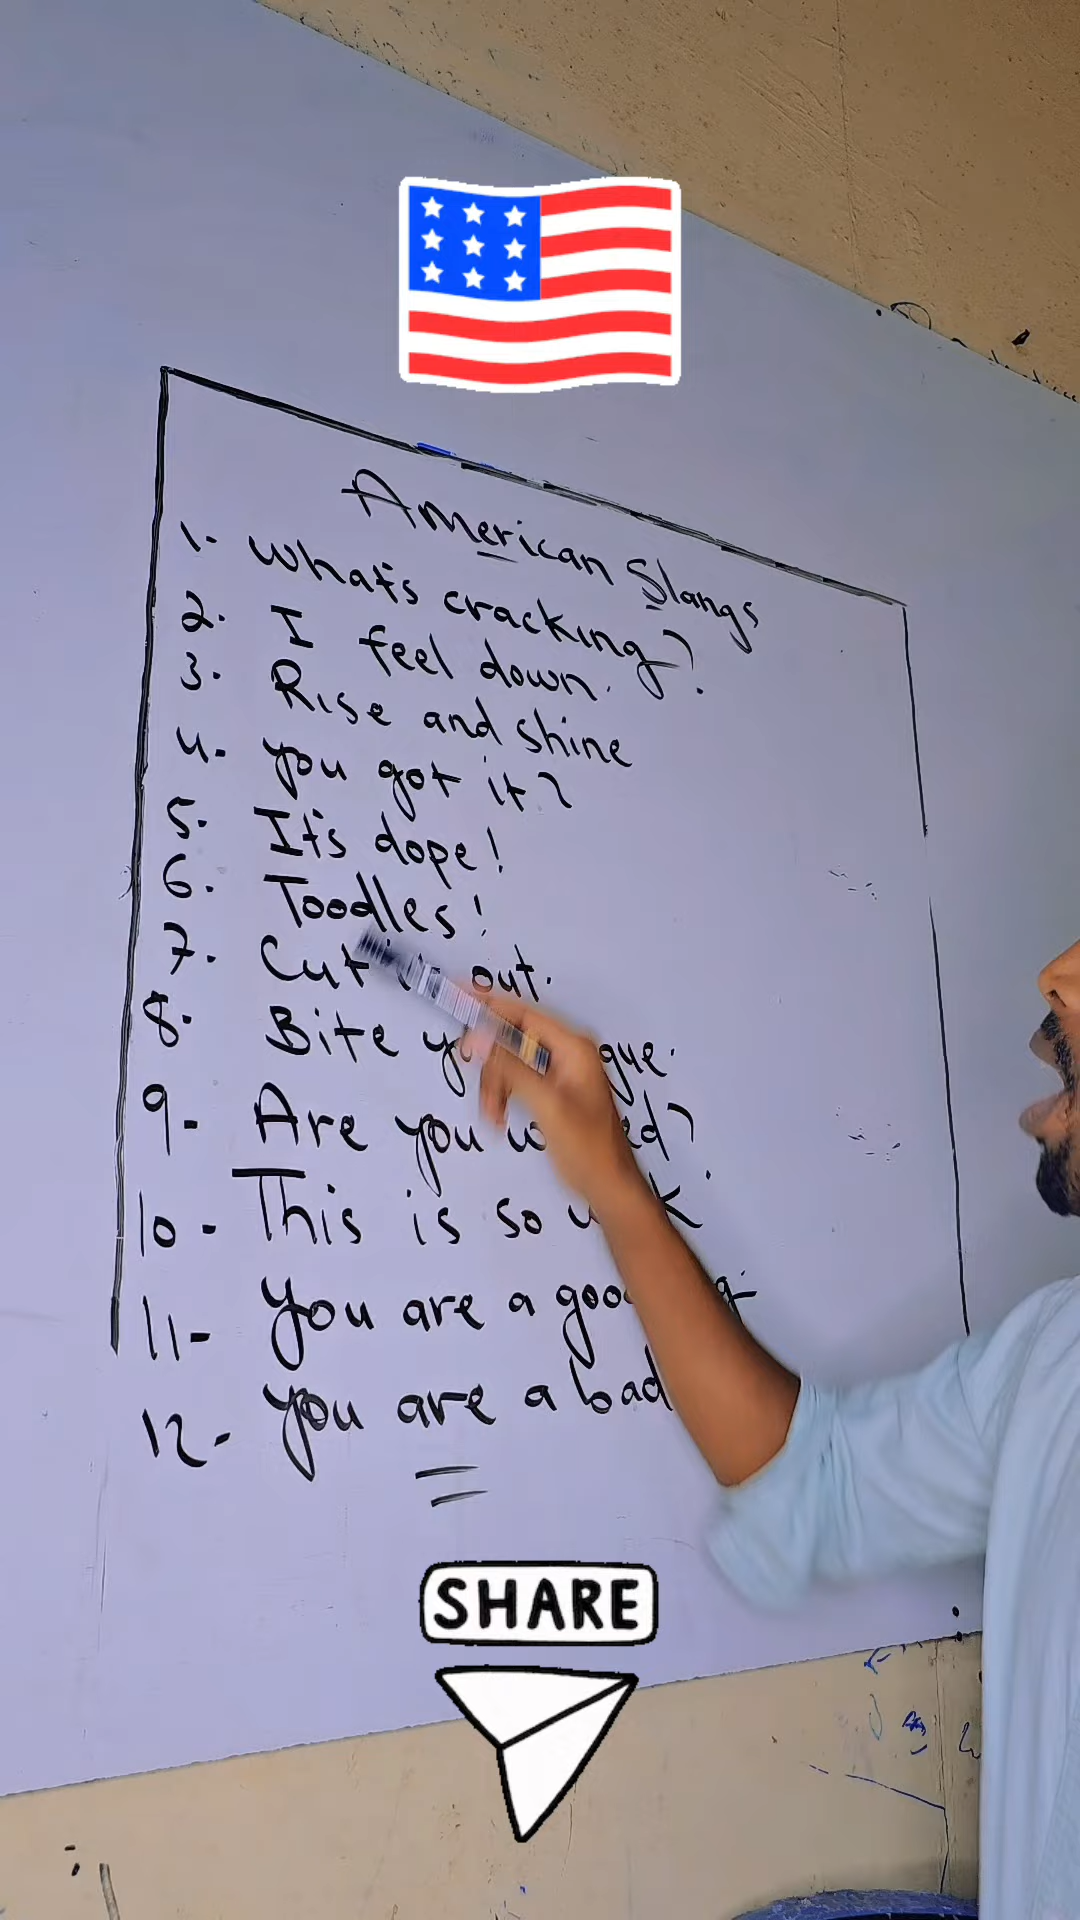 American Slangs
1- What's cracking?
2. I feel down.
3. Rise and shine
4- you got it?
5. It's dope!
6. Toodles!
7. Cut out.
8. Bite
9- Are you
10- This is so
11- You are a
12- you are a bad
SHARE